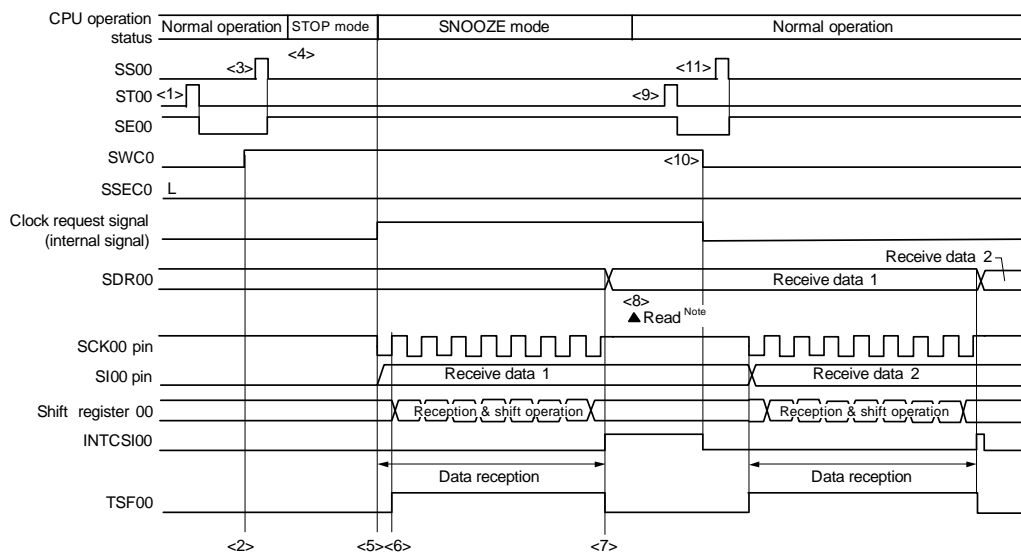 CPU operation status
Normal operation STOP mode SNOOZE mode Normal operation
<4>
SS00 <3> <11>
ST00 <1> <9>
SE00
SWC0 <10>
SSEC0 L
Clock request signal
(internal signal)
Receive data 2
SDR00 Receive data 1
<8>
▲Read Note
SCK00 pin
SI00 pin Receive data 1 Receive data 2
Shift register 00 Reception & shift operation Reception & shift operation
INTCSI00
Data reception Data reception
TSF00
<2> <5><6> <7>